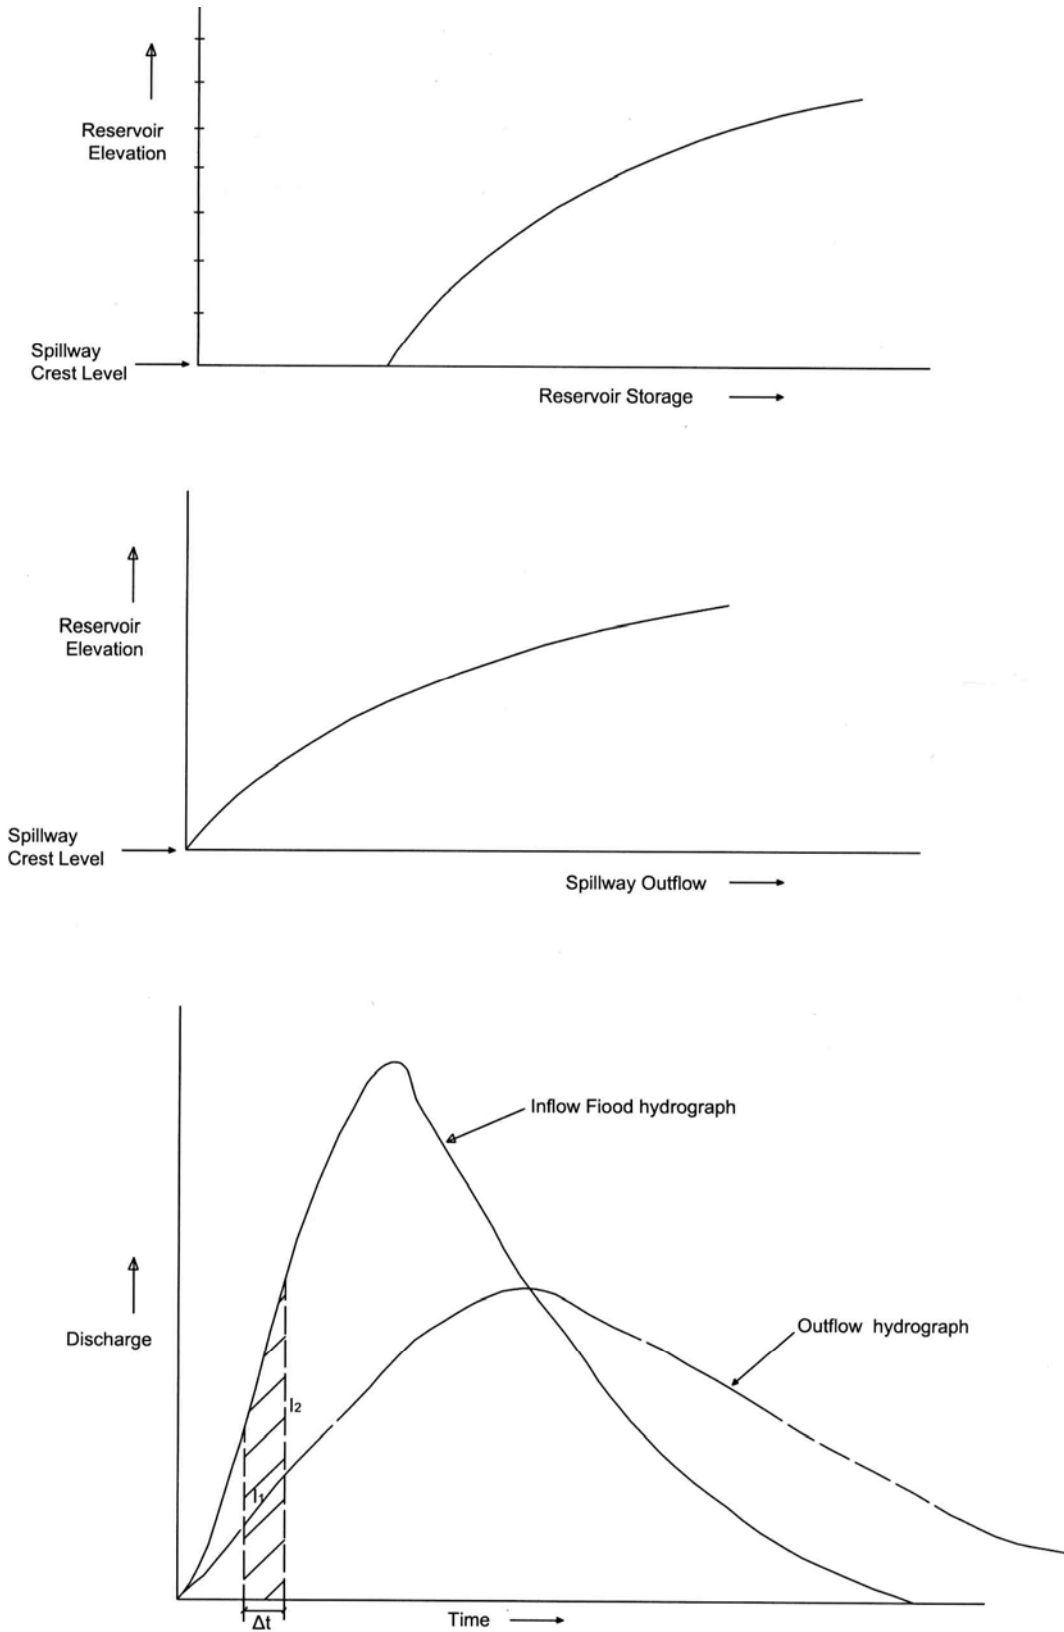 Reservoir
Elevation
Spillway
Crest Level
Reservoir Storage
Reservoir
Elevation
Spillway
Crest Level
Spillway Outflow
Inflow Flood hydrograph
Discharge
Outflow hydrograph
I2
I1
Δt
Time